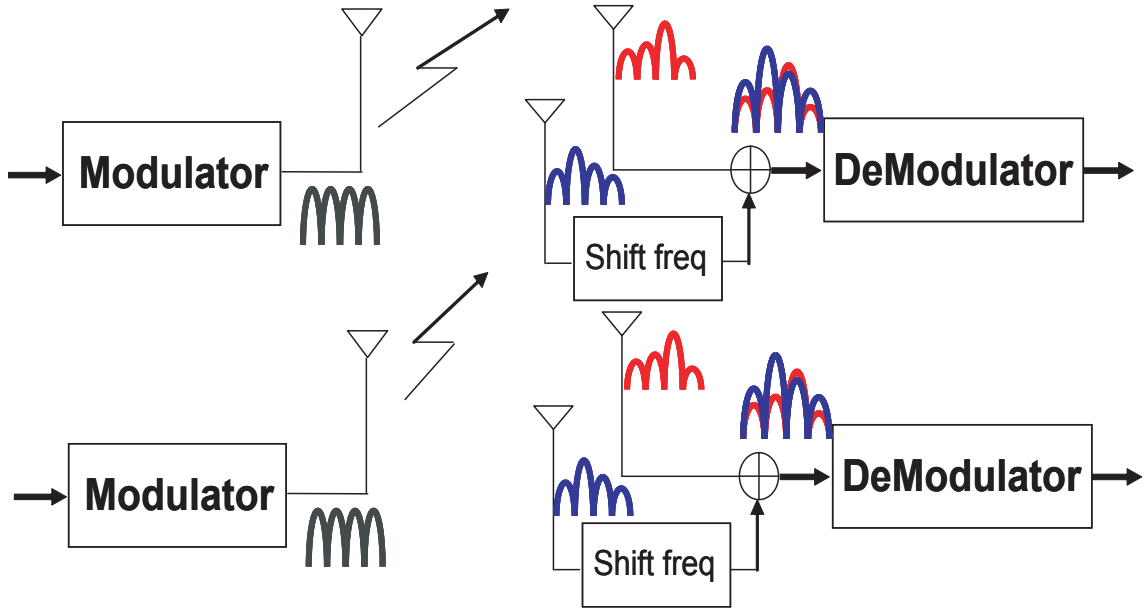 Modulator
DeModulator
Shift freq
Modulator
DeModulator
Shift freq